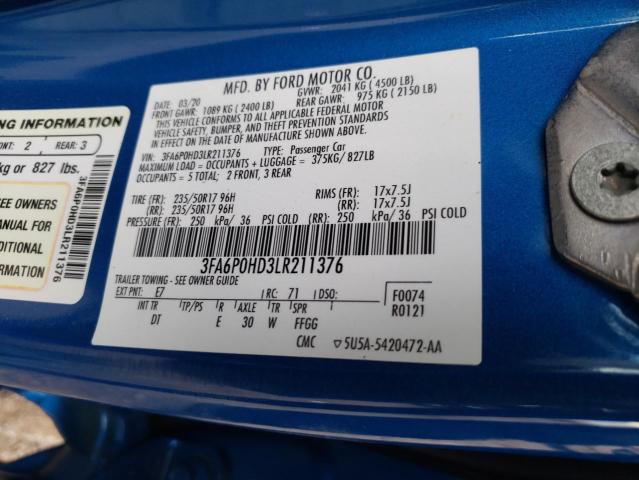 MFD. BY FORD MOTOR CO.
03/20
GVWR: 2041 KG ( 4500 LB)
FRONT GAWR: 1089 KG ( 2400 LB)
REAR GAWR: 975 KG ( 2150 LB)
THIS VEHICLE CONFORMS TO ALL APPLICABLE FEDERAL MOTOR
VEHICLE SAFETY, BUMPER, AND THEFT PREVENTION STANDARDS
IN EFFECT ON THE DATE OF MANUFACTURE SHOWN ABOVE.
VIN: 3FA6P0HD3LR211376 TYPE: Passenger Car
MAXIMUM LOAD = OCCUPANTS + LUGGAGE = 375KG/ 827LB
OCCUPANTS = 5 TOTAL; 2 FRONT, 3 REAR
TIRE (FR): 235/50R17 96H RIMS (FR): 17x7.5J
(RR): 235/50R17 96H (RR): 17x7.5J
PRESSURE (FR): 250 kPa/ 36 PSI COLD (RR): 250 kPa/ 36 PSI COLD
3FA6P0HD3LR211376
TRAILER TOWING - SEE OWNER GUIDE
EXT PNT: E7 RC: 71 DSO: F0074
INT TR TP/PS R AXLE TR SPR R0121
DT E 30 W FFGG
CMC 5U5A-5420472-AA
NG INFORMATION
ONT: 2 REAR: 3
kg or 827 lbs.
EE OWNERS
MANUAL FOR
DITIONAL
FORMATION
3FA6P0HD3LR211376